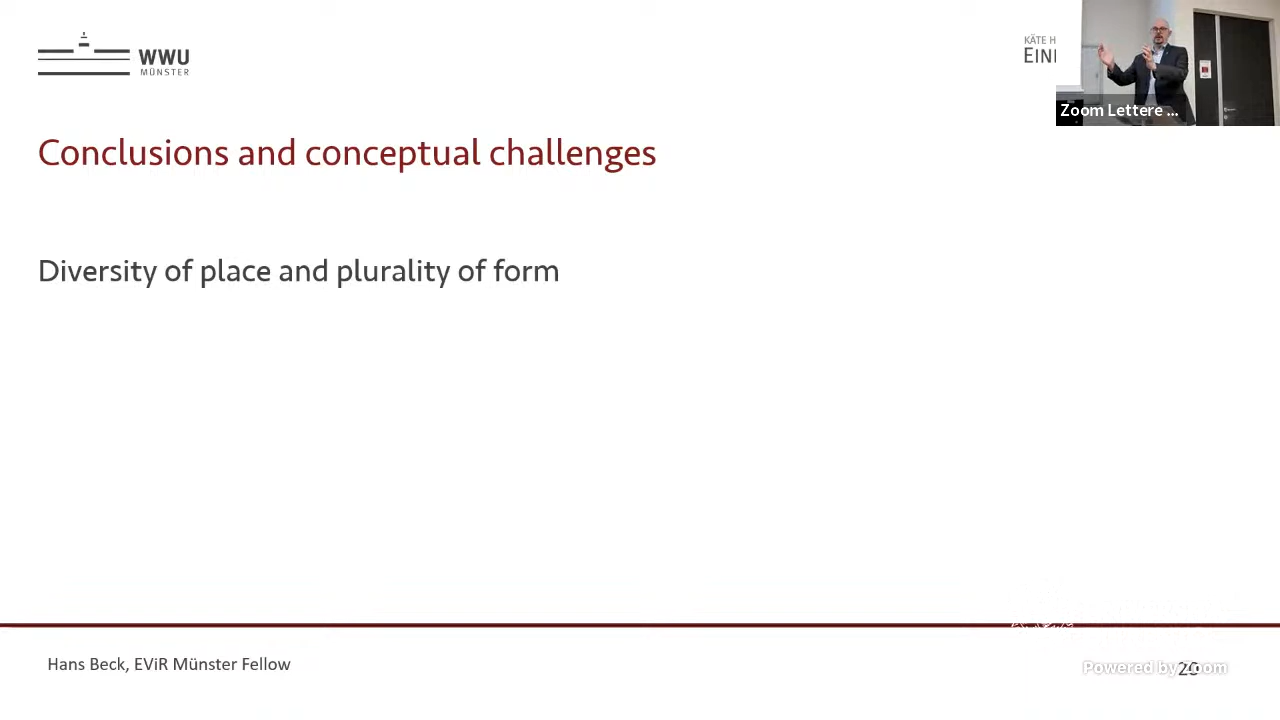 WWU
MÜNSTER
KÄTE H
EINI
Zoom Lettere ...
Conclusions and conceptual challenges
Diversity of place and plurality of form
Hans Beck, EViR Münster Fellow
Powered by zoom
20